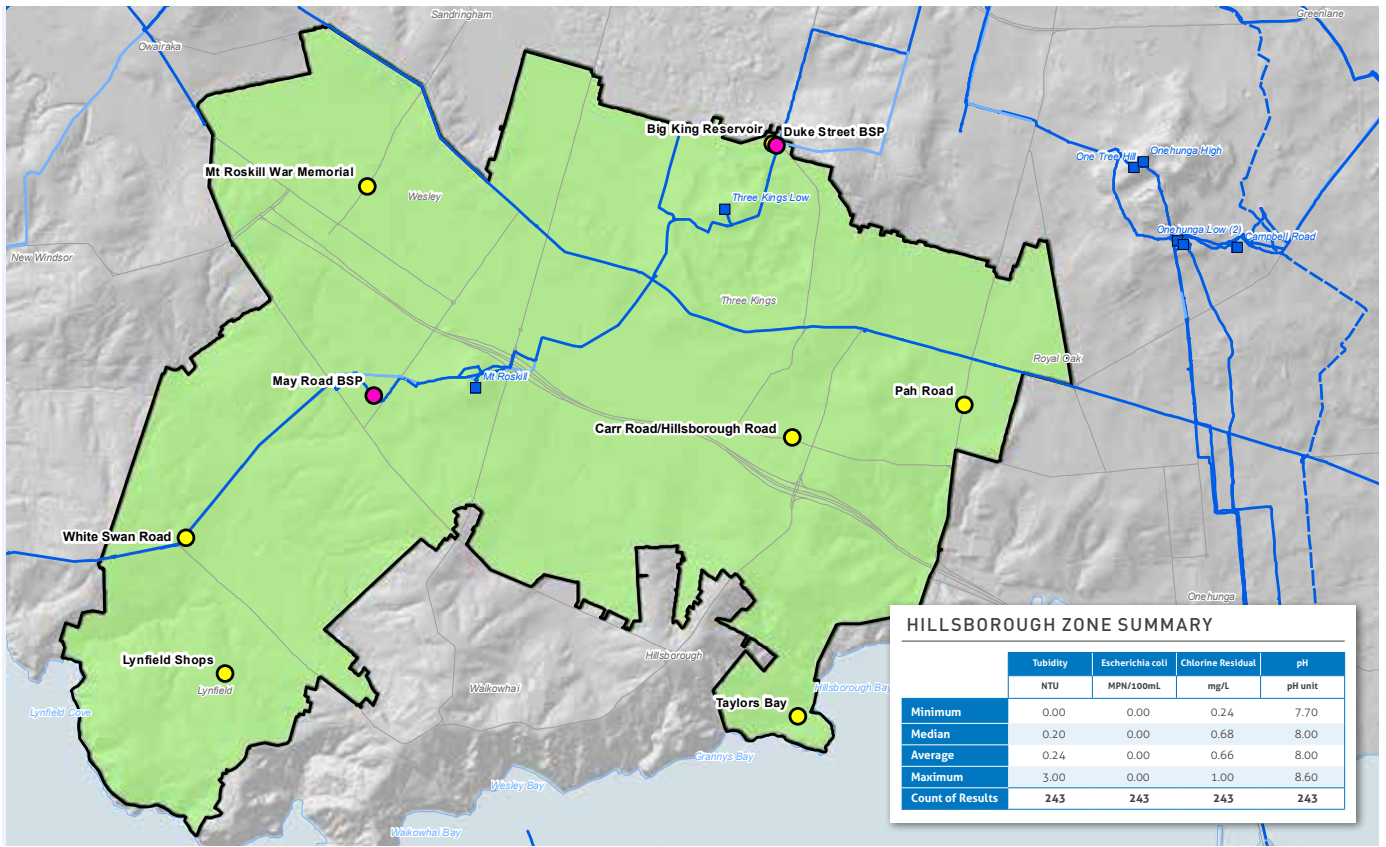 Sandringham
Greenlane
Owairaka
Big King Reservoir
Duke Street BSP
One Tree Hill
Onehunga High
Mt Roskill War Memorial
Wesley
Three Kings Low
Onehunga Low (2)
Campbell Road
New Windsor
Three Kings
Royal Oak
May Road BSP
Mt Roskill
Pah Road
Carr Road/Hillsborough Road
White Swan Road
Onehunga
Lynfield Shops
Lynfield
Hillsborough
Waikowhai
Hillsborough Bay
Lynfield Cove
Taylors Bay
Grannys Bay
Wesley Bay
Waikowhai Bay
HILLSBOROUGH ZONE SUMMARY
Tubidity Escherichia coli Chlorine Residual pH
NTU MPN/100mL mg/L pH unit
Minimum 0.00 0.00 0.24 7.70
Median 0.20 0.00 0.68 8.00
Average 0.24 0.00 0.66 8.00
Maximum 3.00 0.00 1.00 8.60
Count of Results 243 243 243 243